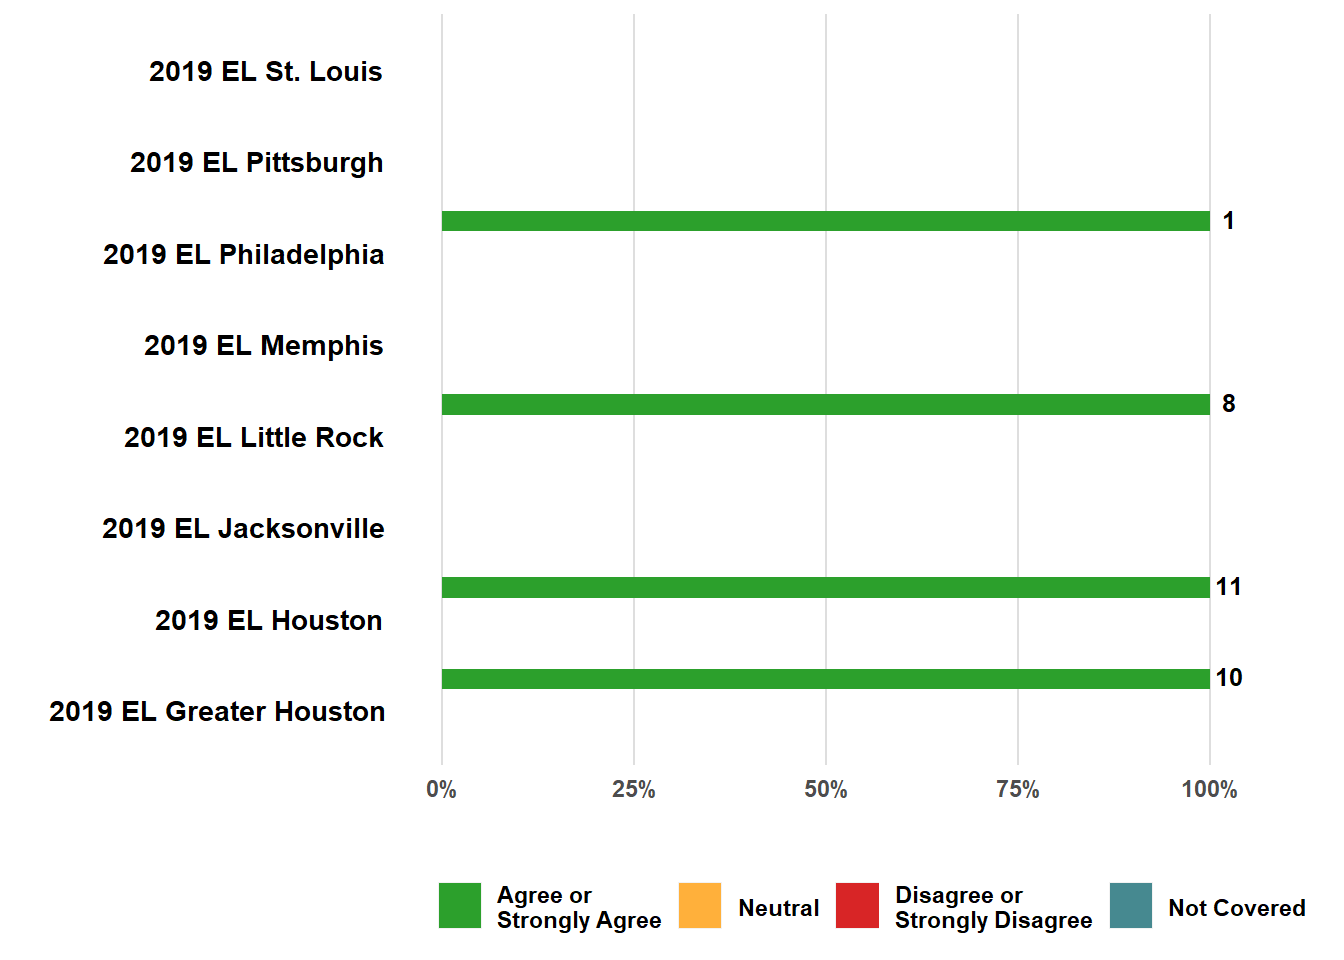 2019 EL St. Louis
2019 EL Pittsburgh
1
2019 EL Philadelphia
2019 EL Memphis
8
2019 EL Little Rock
2019 EL Jacksonville
11
2019 EL Houston
10
2019 EL Greater Houston
0% 25% 50% 75% 100%
Agree or
Strongly Agree
Neutral
Disagree or
Strongly Disagree
Not Covered